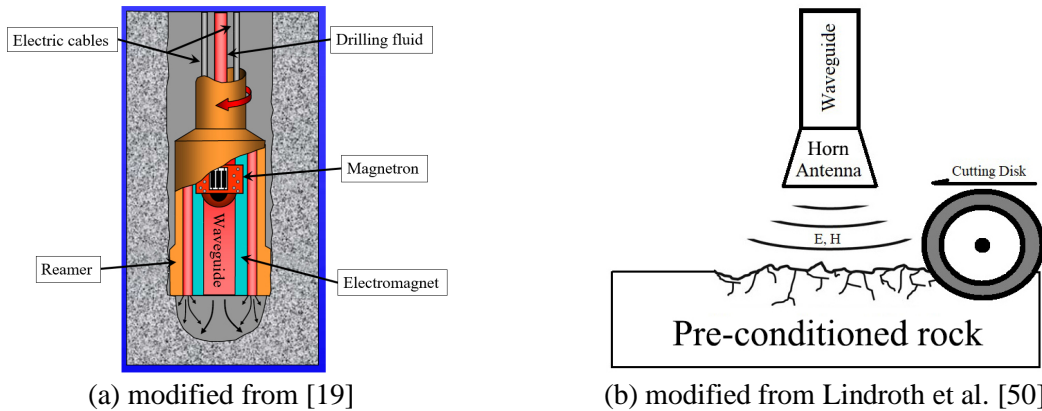 Electric cables
Drilling fluid
Magnetron
Waveguide
Reamer
Electromagnet
(a) modified from [19]
Waveguide
Horn
Antenna
Cutting Disk
E, H
Pre-conditioned rock
(b) modified from Lindroth et al. [50]